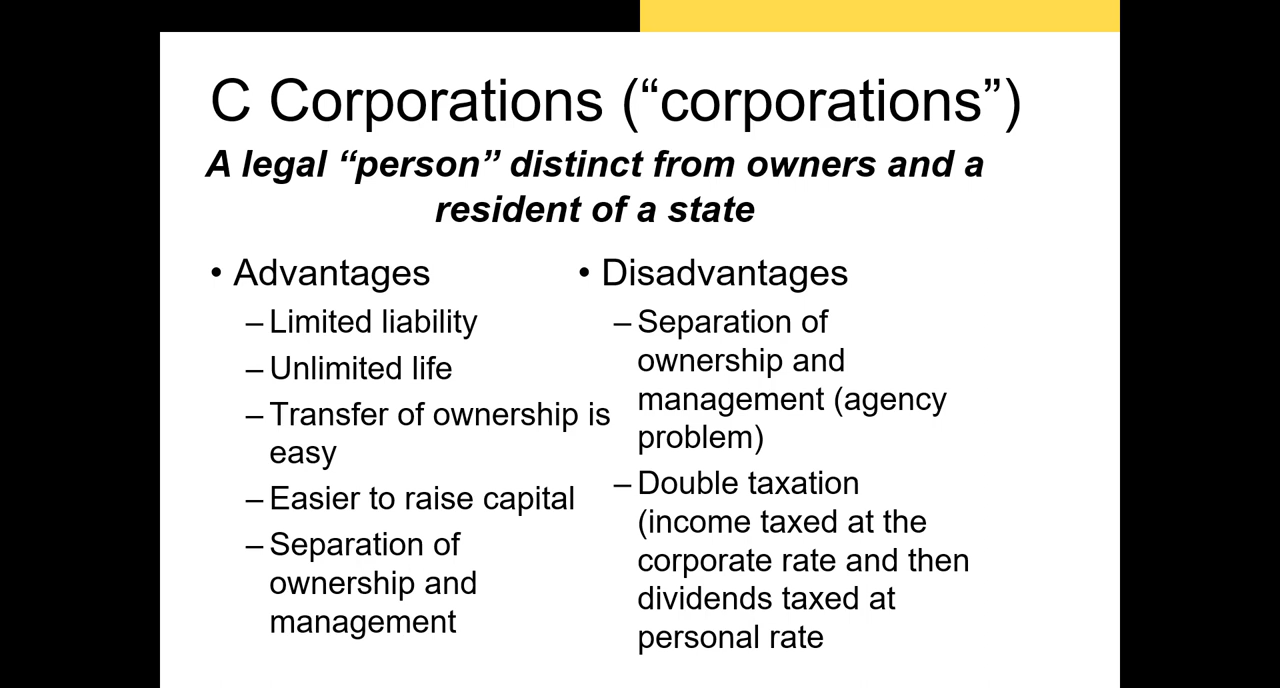 C Corporations (“corporations”)
A legal “person” distinct from owners and a
resident of a state
• Advantages
– Limited liability
– Unlimited life
– Transfer of ownership is
easy
– Easier to raise capital
– Separation of
ownership and
management
• Disadvantages
– Separation of
ownership and
management (agency
problem)
– Double taxation
(income taxed at the
corporate rate and then
dividends taxed at
personal rate